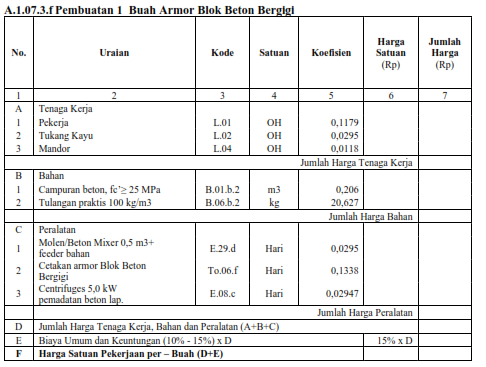 A.1.07.3.f Pembuatan 1 Buah Armor Blok Beton Bergigi
No. Uraian Kode Satuan Koefisien Harga Satuan (Rp) Jumlah Harga (Rp)
1 2 3 4 5 6 7
A Tenaga Kerja
1 Pekerja L.01 OH 0,1179
2 Tukang Kayu L.02 OH 0,0295
3 Mandor L.04 OH 0,0118
Jumlah Harga Tenaga Kerja
B Bahan
1 Campuran beton, fc'≥ 25 MPa B.01.b.2 m3 0,206
2 Tulangan praktis 100 kg/m3 B.06.b.2 kg 20,627
Jumlah Harga Bahan
C Peralatan
1 Molen/Beton Mixer 0,5 m3+ feeder bahan E.29.d Hari 0,0295
2 Cetakan armor Blok Beton Bergigi To.06.f Hari 0,1338
3 Centrifuges 5,0 kW pemadatan beton lap. E.08.c Hari 0,02947
Jumlah Harga Peralatan
D Jumlah Harga Tenaga Kerja, Bahan dan Peralatan (A+B+C)
E Biaya Umum dan Keuntungan (10% - 15%) x D 15% x D
F Harga Satuan Pekerjaan per – Buah (D+E)